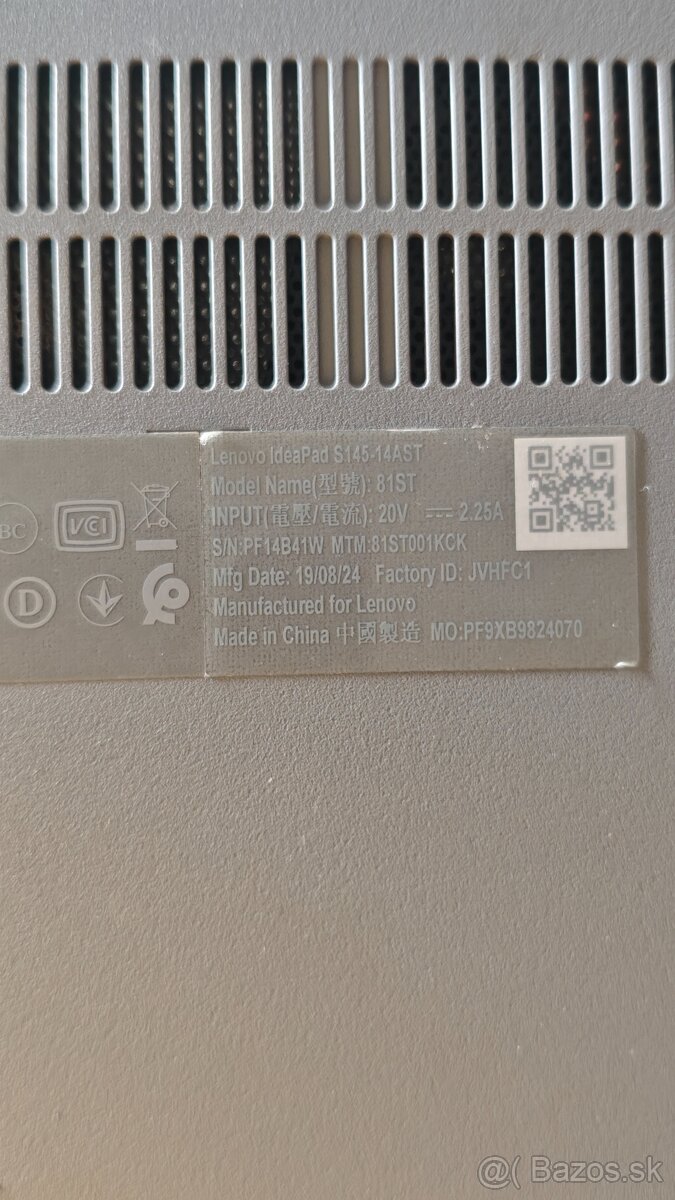 Lenovo IdeaPad S145-14AST
Model Name(型號): 81ST
INPUT(電壓/電流): 20V ⎓ 2.25A
S/N:PF14B41W MTM:81ST001KCK
Mfg Date: 19/08/24 Factory ID: JVHFC1
Manufactured for Lenovo
Made in China 中國製造 MO:PF9XB9824070
BC
VCI
D
@( Bazos.sk